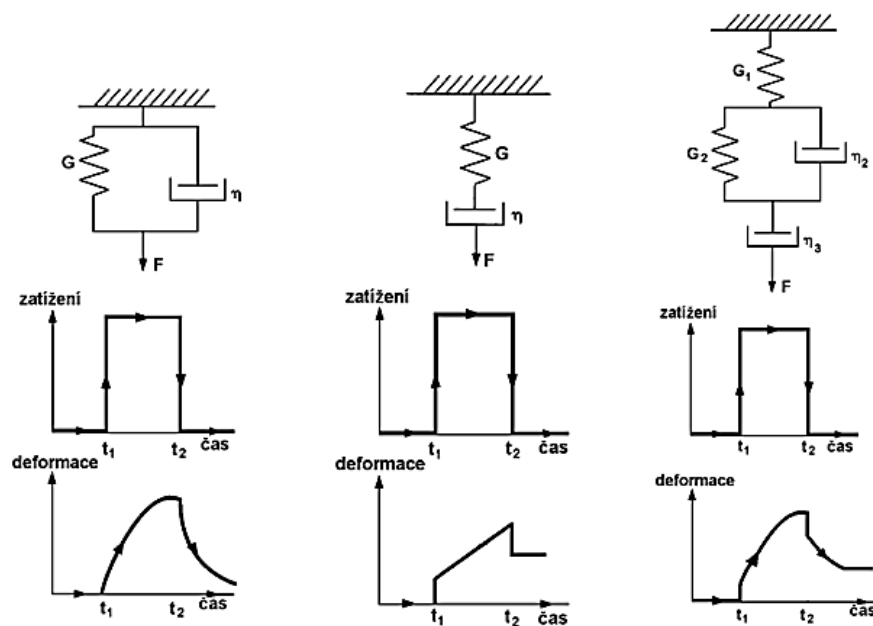 G
η
F
zatížení
t₁
t₂
čas
deformace
t₁
t₂
čas
G
η
F
zatížení
t₁
t₂
čas
deformace
t₁
t₂
čas
G₁
G₂
η₂
η₃
F
zatížení
t₁
t₂
čas
deformace
t₁
t₂
čas